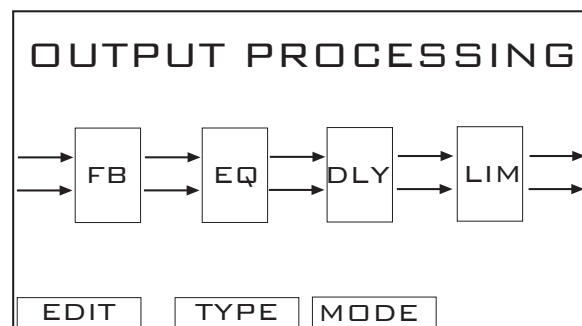 OUTPUT PROCESSING
FB EQ DLY LIM
EDIT TYPE MODE